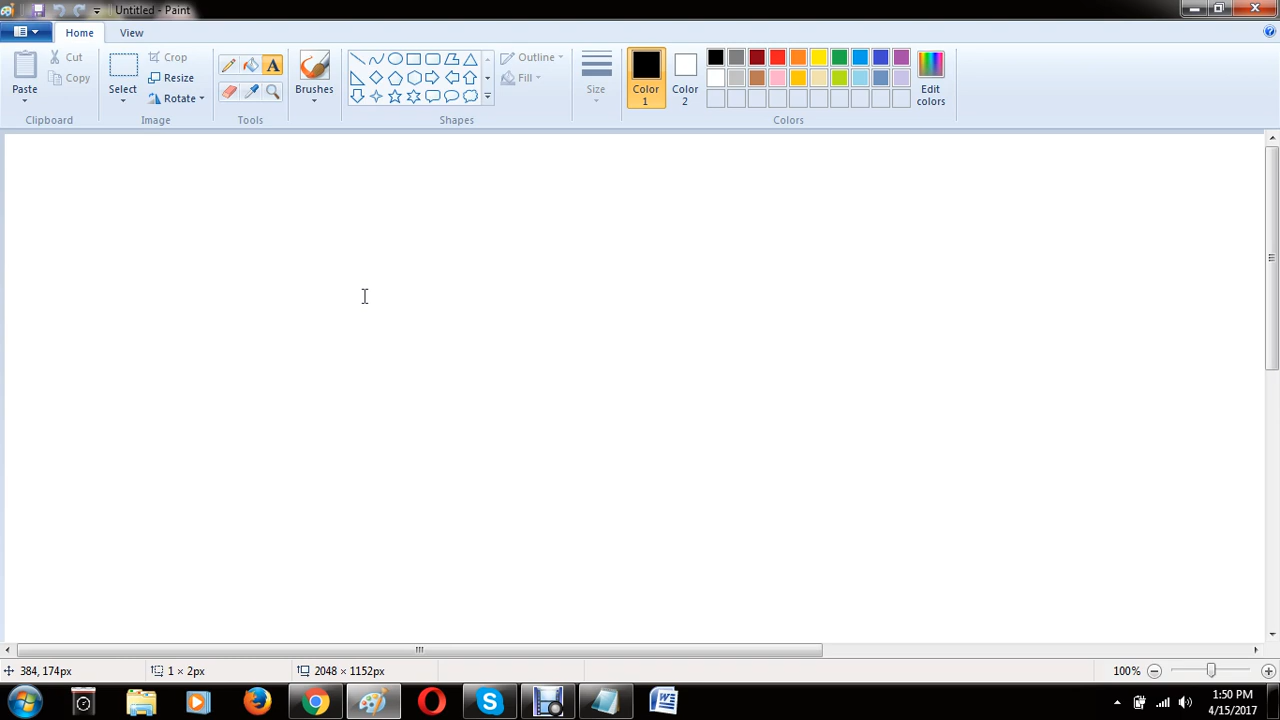 Untitled - Paint
Home View
Paste Cut Copy
Select Crop Resize Rotate
A
Brushes
Outline Fill
Size
Color 1 Color 2
Edit colors
Clipboard Image Tools Shapes Colors
384, 174px 1 × 2px 2048 × 1152px 100%
1:50 PM
4/15/2017